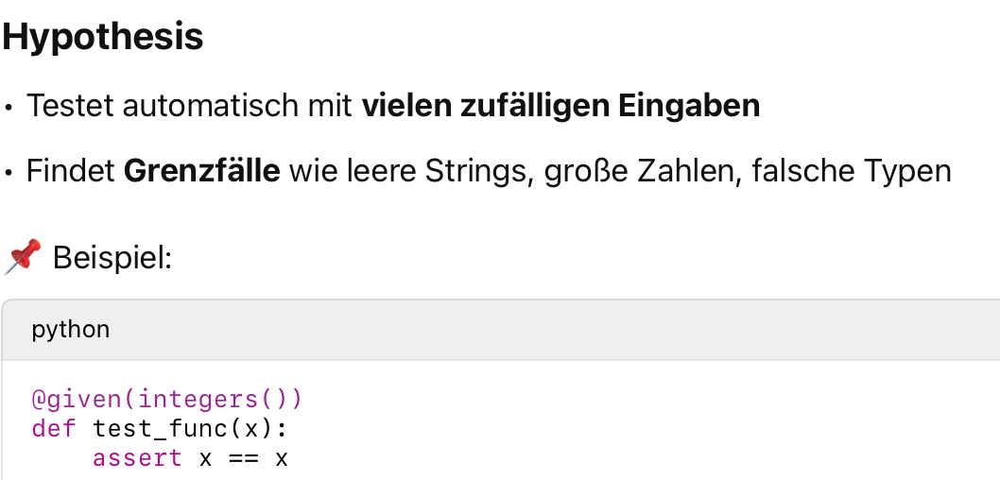 Hypothesis
• Testet automatisch mit vielen zufälligen Eingaben
• Findet Grenzfälle wie leere Strings, große Zahlen, falsche Typen
📌 Beispiel:
python
@given(integers())
def test_func(x):
    assert x == x